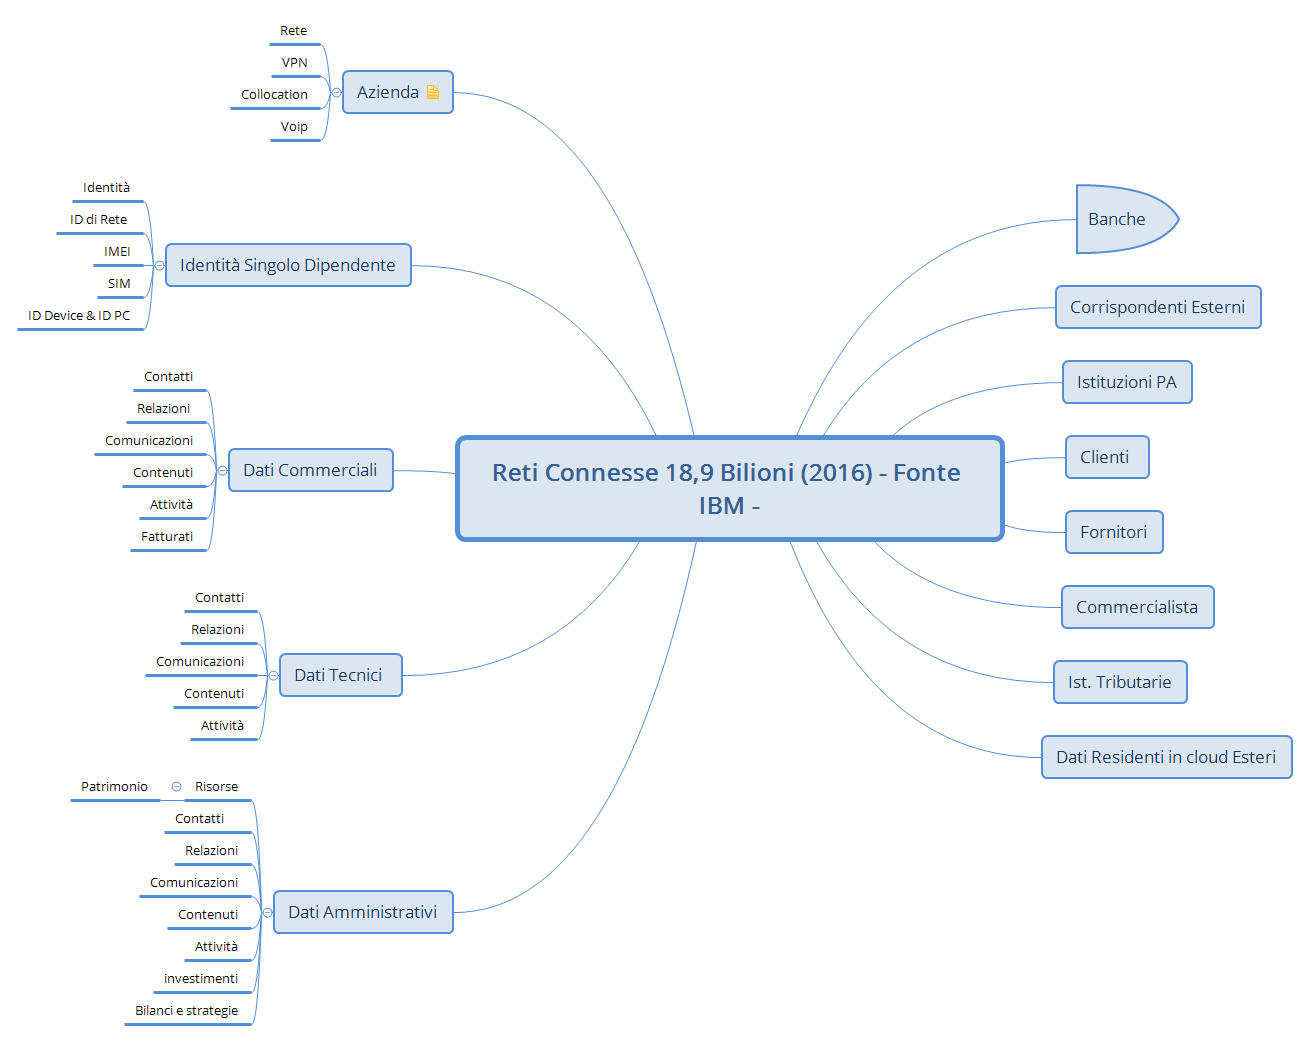 Rete
VPN
Collocation
Voip
Azienda
Identità
ID di Rete
IMEI
SIM
ID Device & ID PC
Identità Singolo Dipendente
Contatti
Relazioni
Comunicazioni
Contenuti
Attività
Fatturati
Dati Commerciali
Contatti
Relazioni
Comunicazioni
Contenuti
Attività
Dati Tecnici
Patrimonio
Risorse
Contatti
Relazioni
Comunicazioni
Contenuti
Attività
investimenti
Bilanci e strategie
Dati Amministrativi
Reti Connesse 18,9 Bilioni (2016) - Fonte
IBM -
Banche
Corrispondenti Esterni
Istituzioni PA
Clienti
Fornitori
Commercialista
Ist. Tributarie
Dati Residenti in cloud Esteri